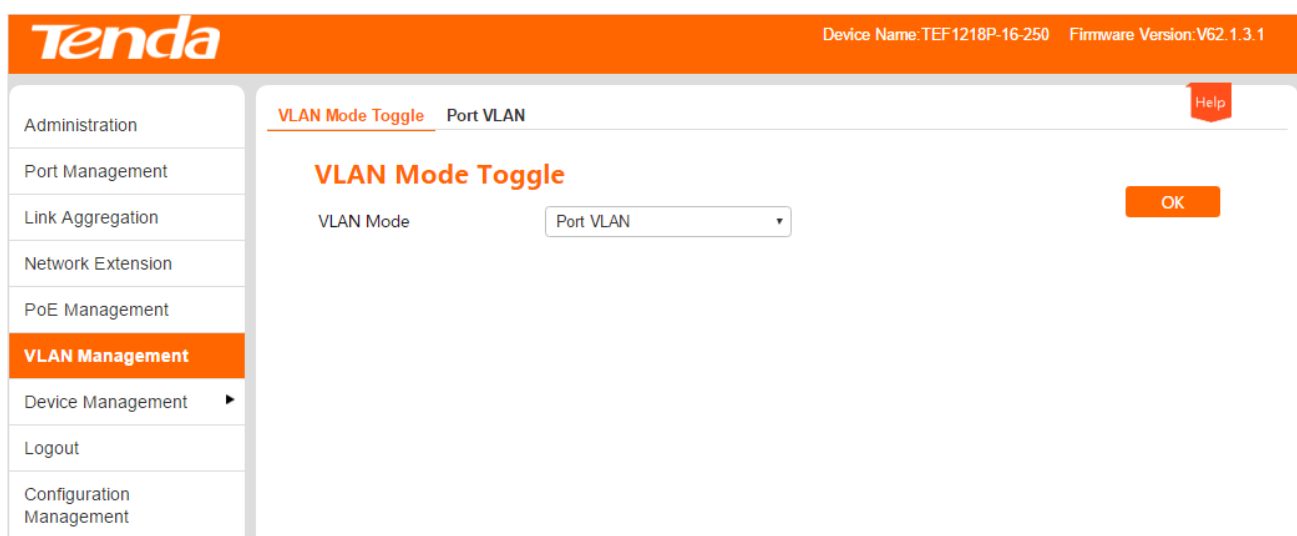 Tenda
Device Name:TEF1218P-16-250 Firmware Version:V62.1.3.1
Administration
Port Management
Link Aggregation
Network Extension
PoE Management
VLAN Management
Device Management
Logout
Configuration
Management
VLAN Mode Toggle Port VLAN
Help
VLAN Mode Toggle
VLAN Mode Port VLAN
OK